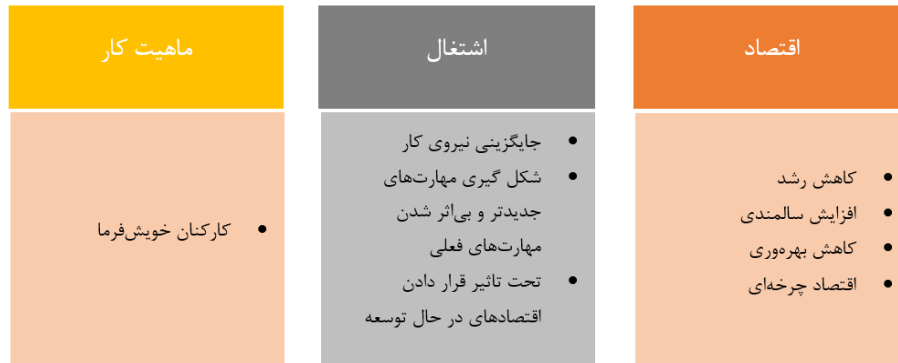 اقتصاد
• کاهش رشد
• افزایش سالمندی
• کاهش بهره‌وری
• اقتصاد چرخه‌ای
اشتغال
• جایگزینی نیروی کار
• شکل گیری مهارت‌های
جدیدتر و بی‌اثر شدن
مهارت‌های فعلی
• تحت تاثیر قرار دادن
اقتصادهای در حال توسعه
ماهیت کار
• کارکنان خویش‌فرما